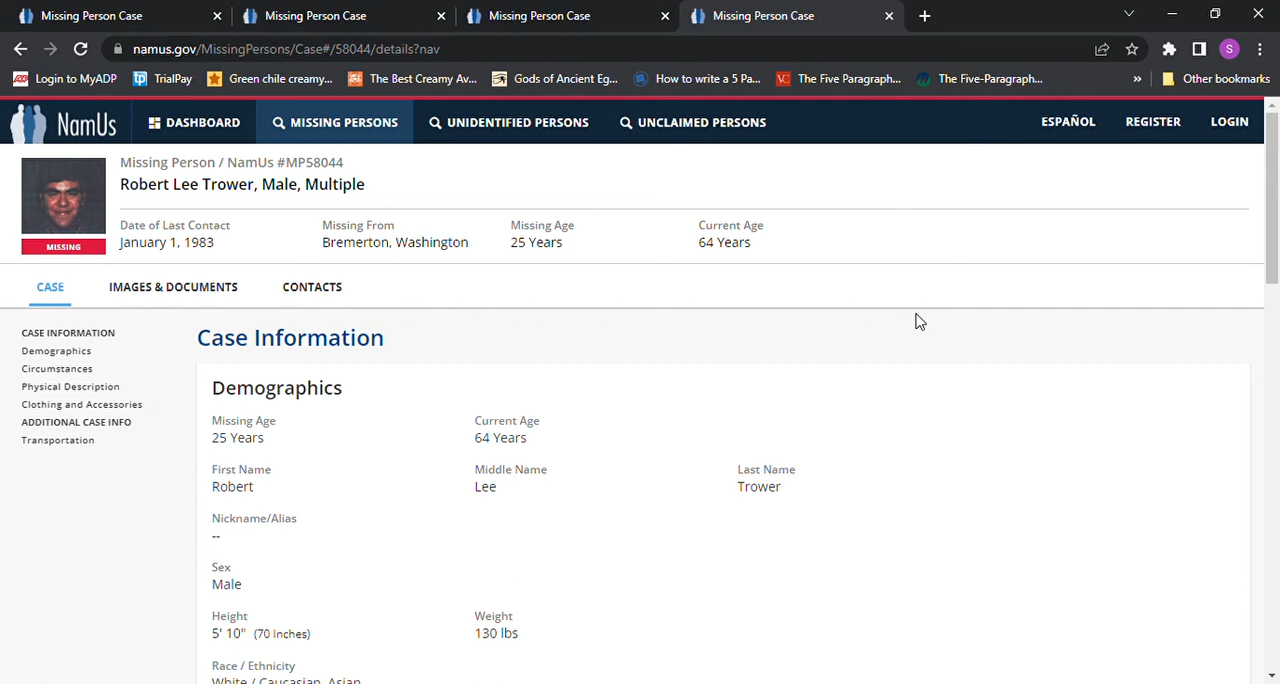 Missing Person Case Missing Person Case Missing Person Case Missing Person Case
namus.gov/MissingPersons/Case#/58044/details?nav S
Login to MyADP tp TrialPay Green chile creamy... The Best Creamy Av... Gods of Ancient Eg... How to write a 5 Pa... VC The Five Paragraph... The Five-Paragraph... » Other bookmarks
NamUs DASHBOARD MISSING PERSONS UNIDENTIFIED PERSONS UNCLAIMED PERSONS ESPAÑOL REGISTER LOGIN
Missing Person / NamUs #MP58044
Robert Lee Trower, Male, Multiple
Date of Last Contact Missing From Missing Age Current Age
January 1, 1983 Bremerton, Washington 25 Years 64 Years
MISSING
CASE IMAGES & DOCUMENTS CONTACTS
CASE INFORMATION
Demographics
Circumstances
Physical Description
Clothing and Accessories
ADDITIONAL CASE INFO
Transportation
Case Information
Demographics
Missing Age Current Age
25 Years 64 Years
First Name Middle Name Last Name
Robert Lee Trower
Nickname/Alias
--
Sex
Male
Height Weight
5' 10" (70 Inches) 130 lbs
Race / Ethnicity
White / Caucasian, Asian